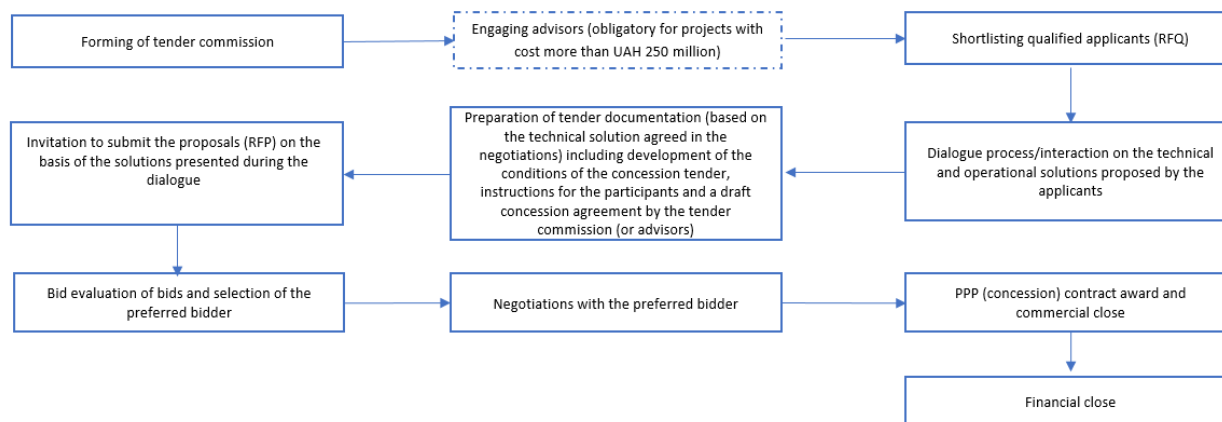 Forming of tender commission
Engaging advisors (obligatory for projects with
cost more than UAH 250 million)
Shortlisting qualified applicants (RFQ)
Dialogue process/interaction on the technical
and operational solutions proposed by the
applicants
Preparation of tender documentation (based on
the technical solution agreed in the
negotiations) including development of the
conditions of the concession tender,
instructions for the participants and a draft
concession agreement by the tender
commission (or advisors)
Invitation to submit the proposals (RFP) on the
basis of the solutions presented during the
dialogue
Bid evaluation of bids and selection of the
preferred bidder
Negotiations with the preferred bidder
PPP (concession) contract award and
commercial close
Financial close